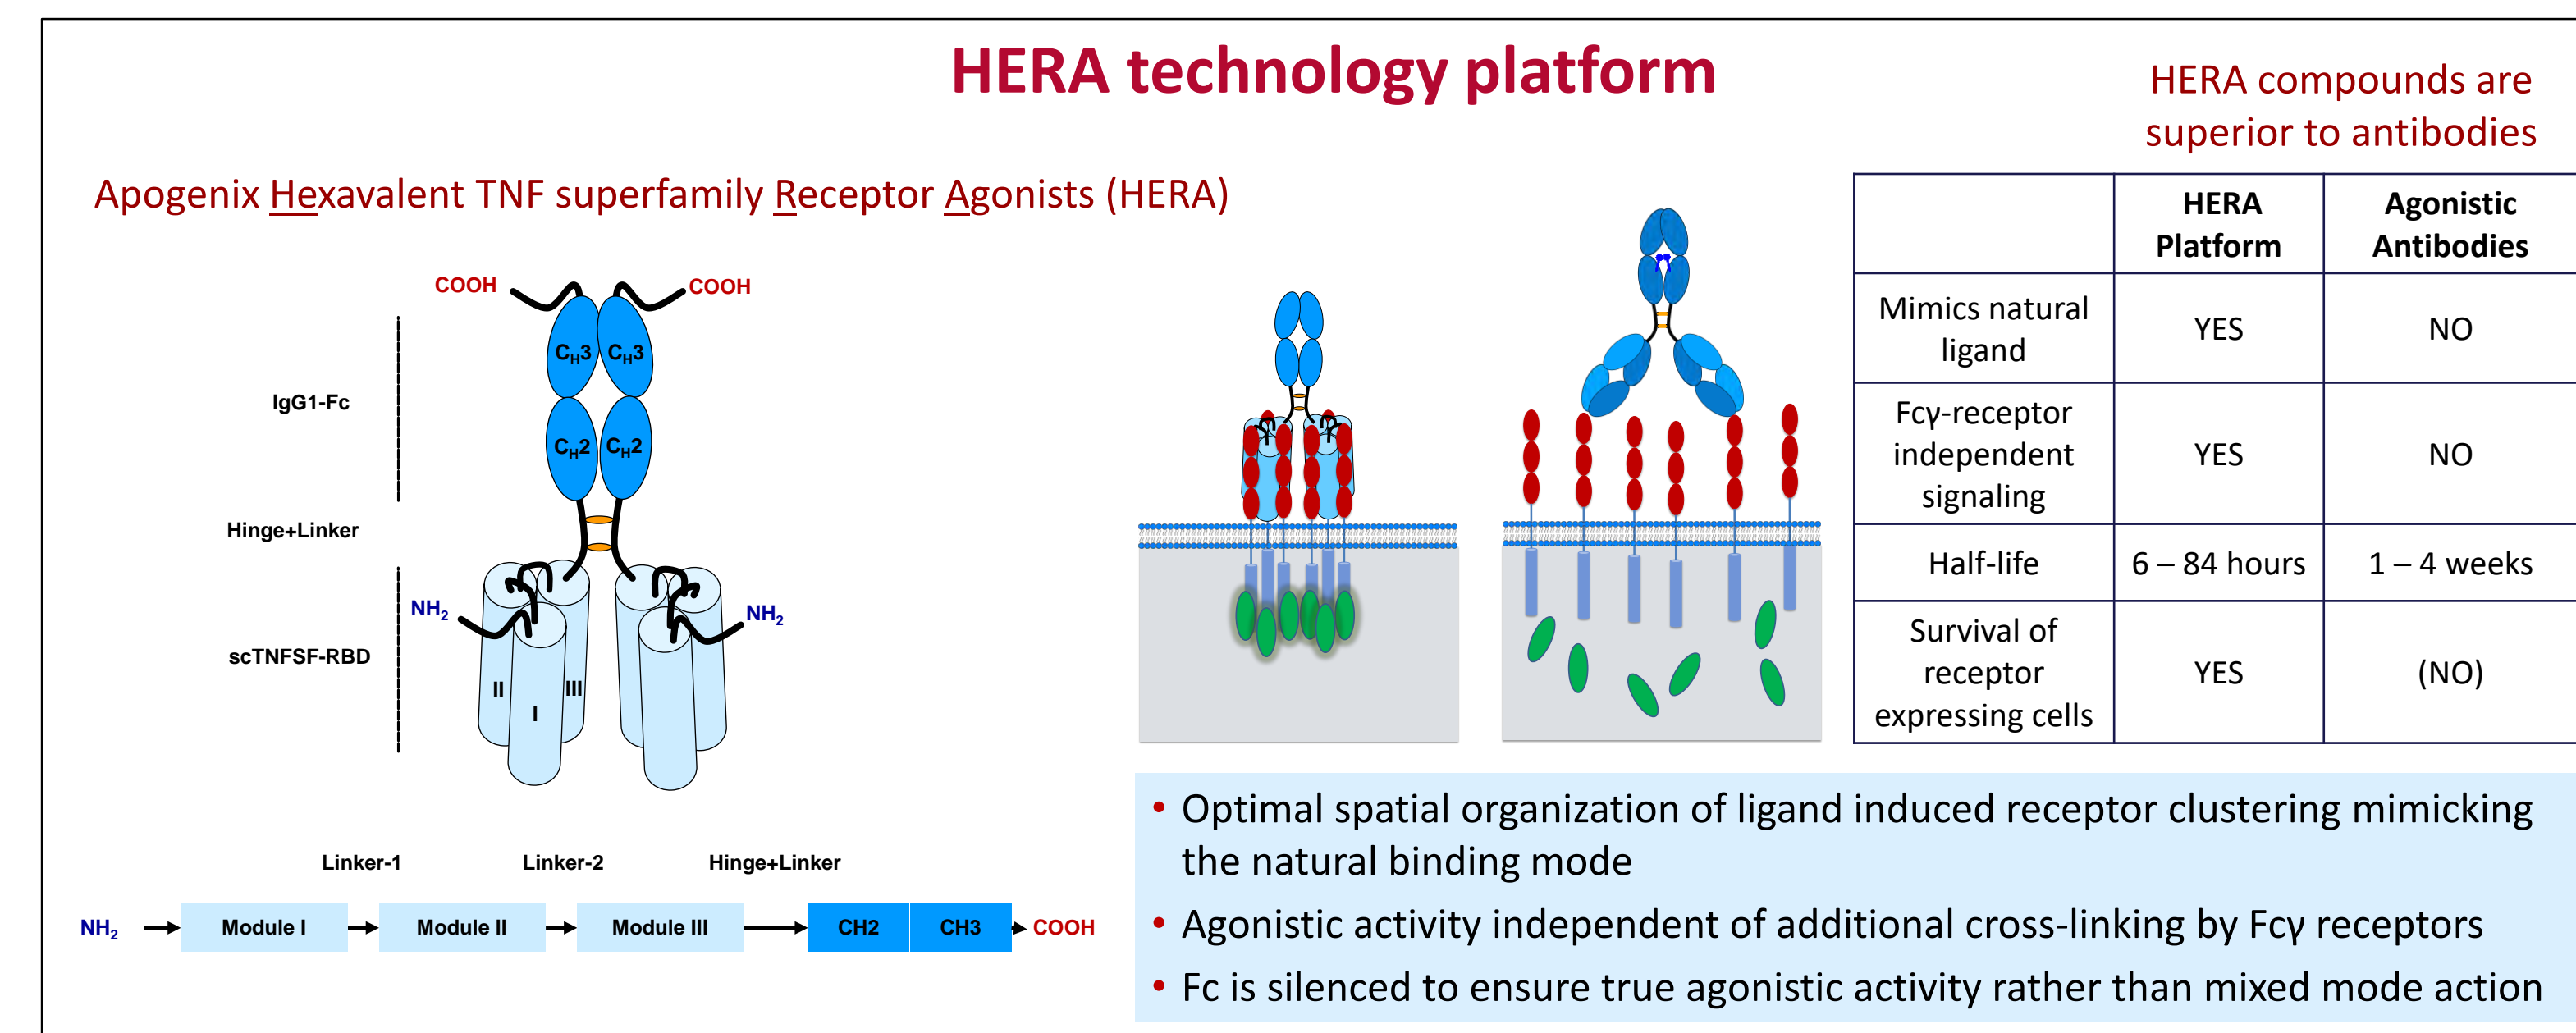 HERA technology platform
HERA compounds are
superior to antibodies
Apogenix Hexavalent TNF superfamily Receptor Agonists (HERA)
COOH
COOH
CH3
CH3
IgG1-Fc
CH2
CH2
Hinge+Linker
NH2
NH2
scTNFSF-RBD
II
III
I
Linker-1
Linker-2
Hinge+Linker
NH2
Module I
Module II
Module III
CH2
CH3
COOH
HERA
Platform
Agonistic
Antibodies
Mimics natural
ligand
YES
NO
Fcγ-receptor
independent
signaling
YES
NO
Half-life
6 – 84 hours
1 – 4 weeks
Survival of
receptor
expressing cells
YES
(NO)
• Optimal spatial organization of ligand induced receptor clustering mimicking
the natural binding mode
• Agonistic activity independent of additional cross-linking by Fcγ receptors
• Fc is silenced to ensure true agonistic activity rather than mixed mode action